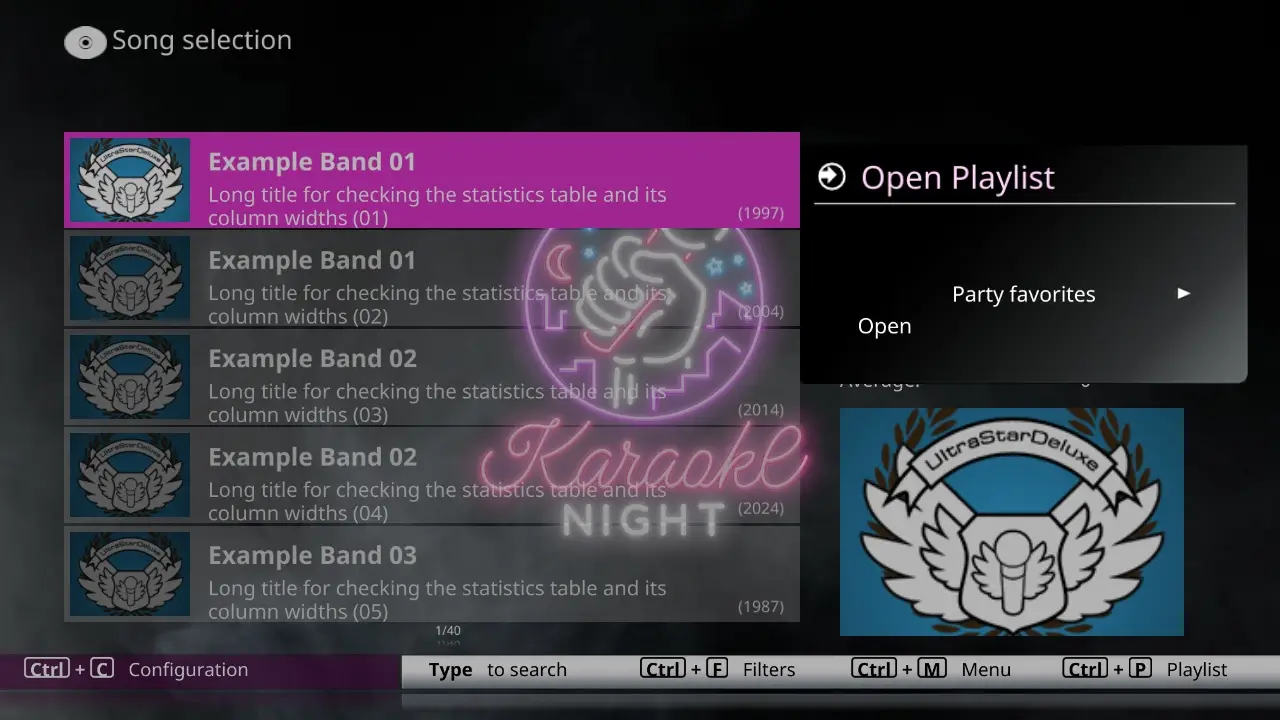 Song selection
Example Band 01
Long title for checking the statistics table and its
column widths (01)
(1997)
Example Band 01
Long title for checking the statistics table and its
column widths (02)
(2004)
Example Band 02
Long title for checking the statistics table and its
column widths (03)
(2014)
Example Band 02
Long title for checking the statistics table and its
column widths (04)
(2024)
Example Band 03
Long title for checking the statistics table and its
column widths (05)
(1987)
Karaoke
NIGHT
1/40
Open Playlist
Party favorites
Open
Average:
UltraStarDeluxe
Ctrl + C Configuration
Type to search
Ctrl + F Filters
Ctrl + M Menu
Ctrl + P Playlist